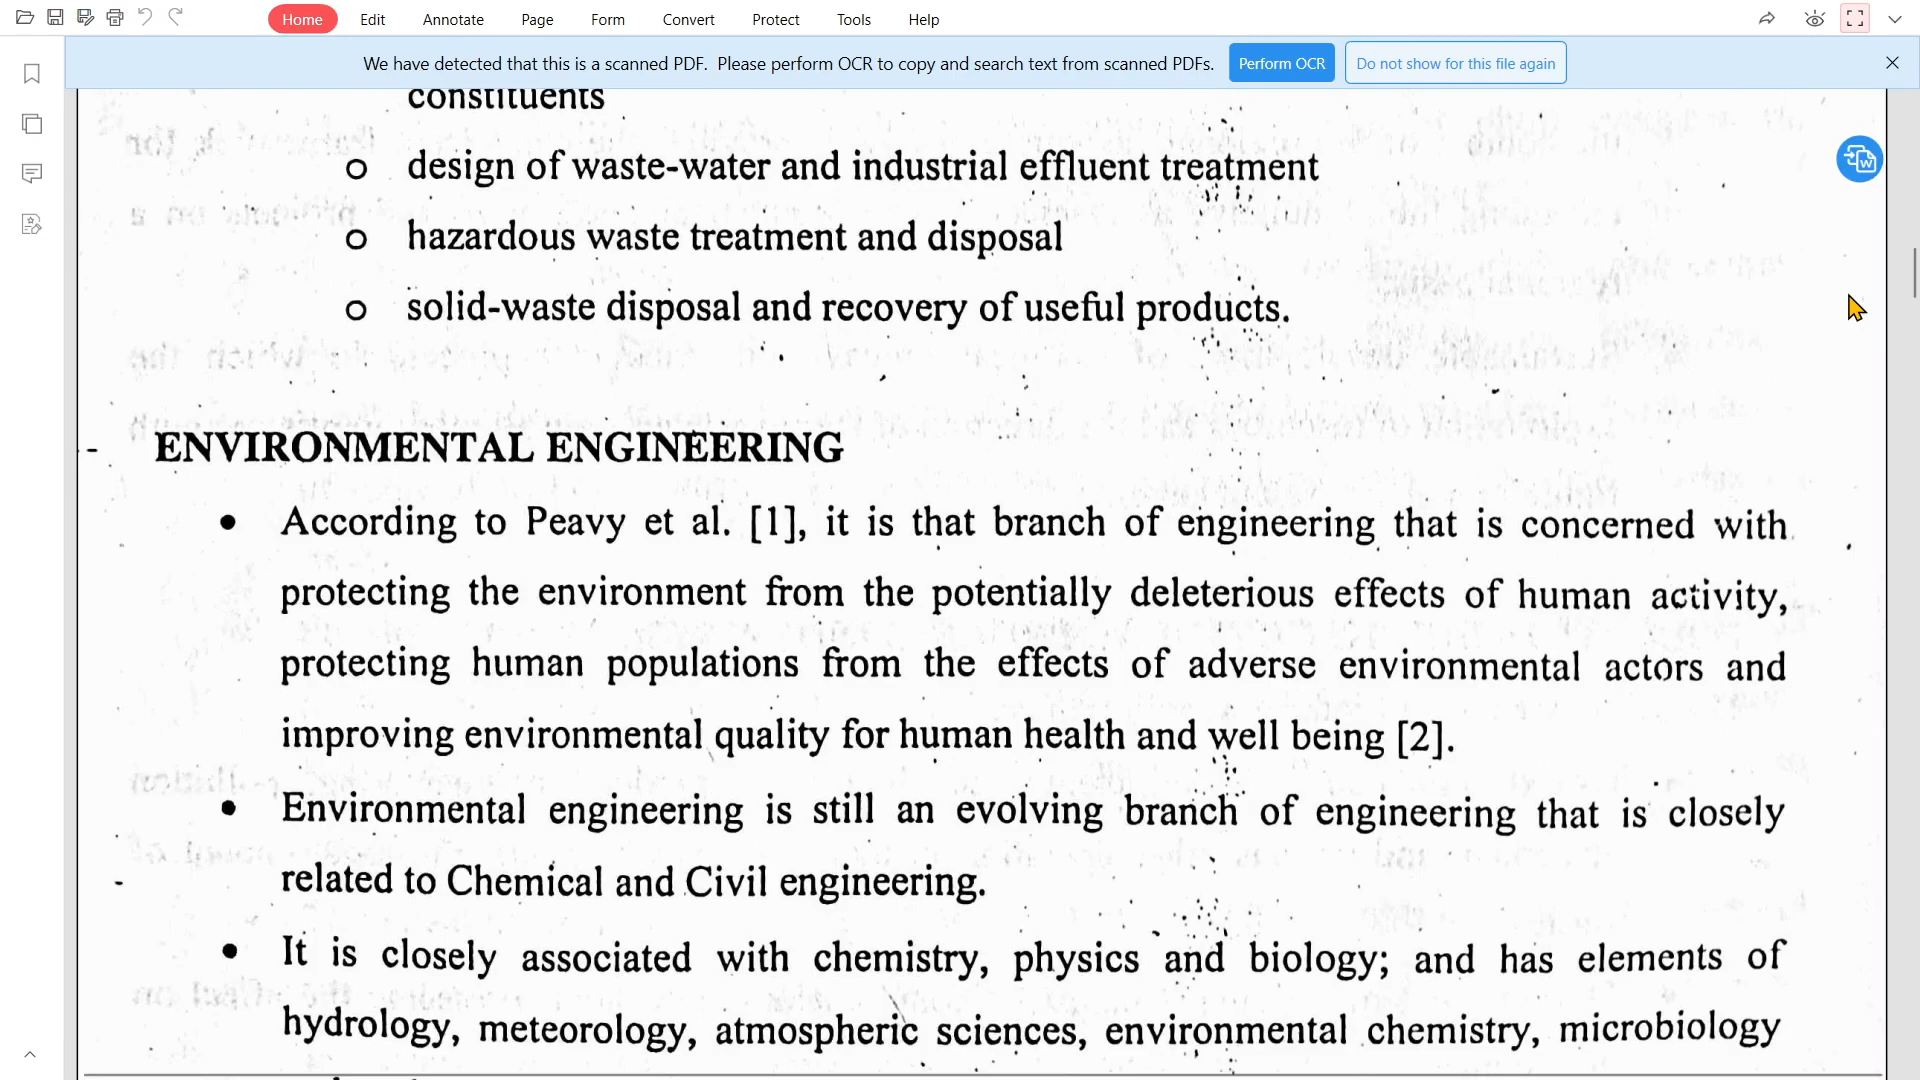 Home Edit Annotate Page Form Convert Protect Tools Help
We have detected that this is a scanned PDF. Please perform OCR to copy and search text from scanned PDFs. Perform OCR Do not show for this file again
constituents
o design of waste-water and industrial effluent treatment
o hazardous waste treatment and disposal
o solid-waste disposal and recovery of useful products.
- ENVIRONMENTAL ENGINEERING
• According to Peavy et al. [1], it is that branch of engineering that is concerned with
protecting the environment from the potentially deleterious effects of human activity,
protecting human populations from the effects of adverse environmental actors and
improving environmental quality for human health and well being [2].
• Environmental engineering is still an evolving branch of engineering that is closely
related to Chemical and Civil engineering.
• It is closely associated with chemistry, physics and biology; and has elements of
hydrology, meteorology, atmospheric sciences, environmental chemistry, microbiology